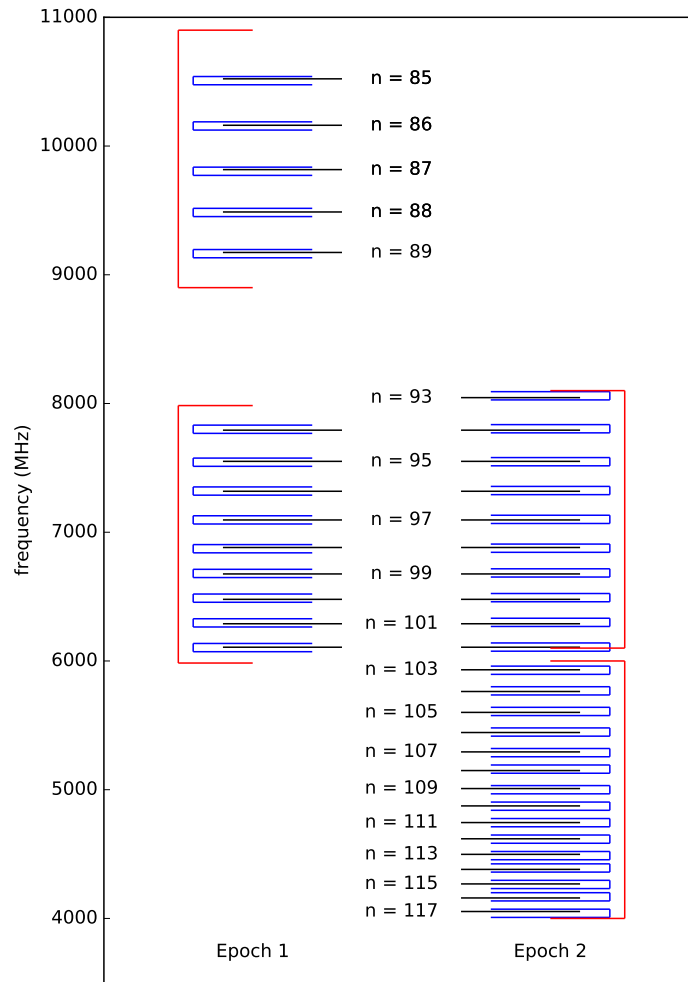 11000
n = 85
n = 86
10000
n = 87
n = 88
n = 89
9000
8000
n = 93
n = 95
frequency (MHz)
7000
n = 97
n = 99
n = 101
6000
n = 103
n = 105
n = 107
5000
n = 109
n = 111
n = 113
n = 115
4000
n = 117
Epoch 1
Epoch 2